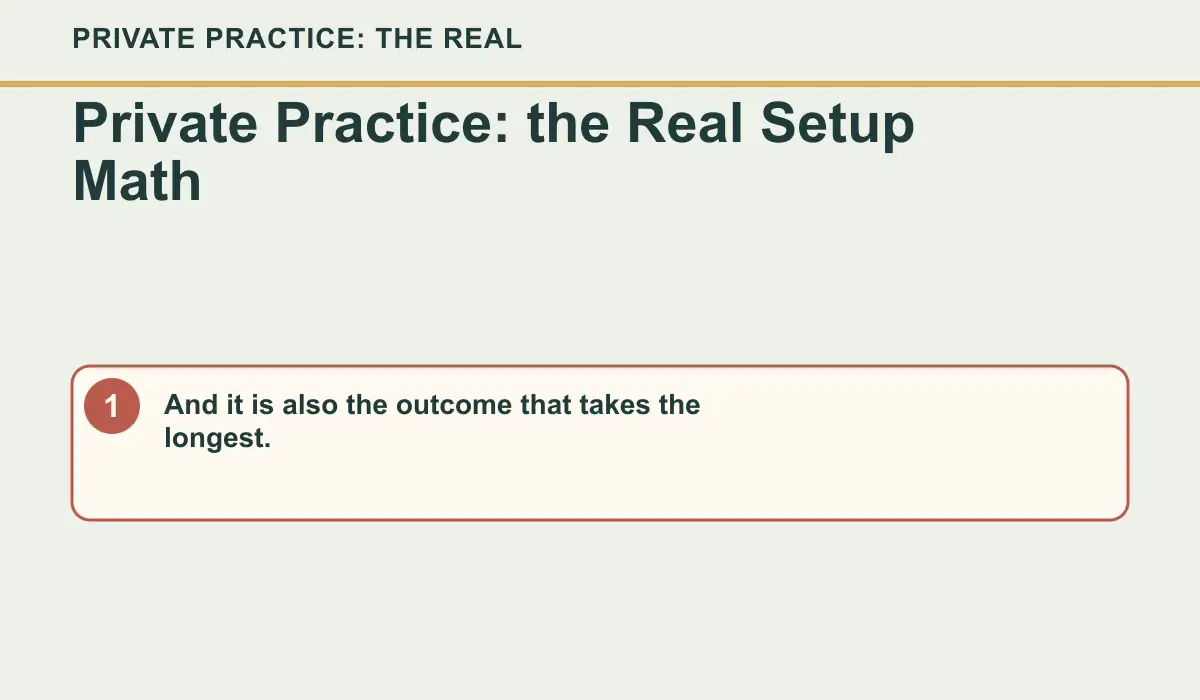 PRIVATE PRACTICE: THE REAL
Private Practice: the Real Setup
Math
1
And it is also the outcome that takes the
longest.